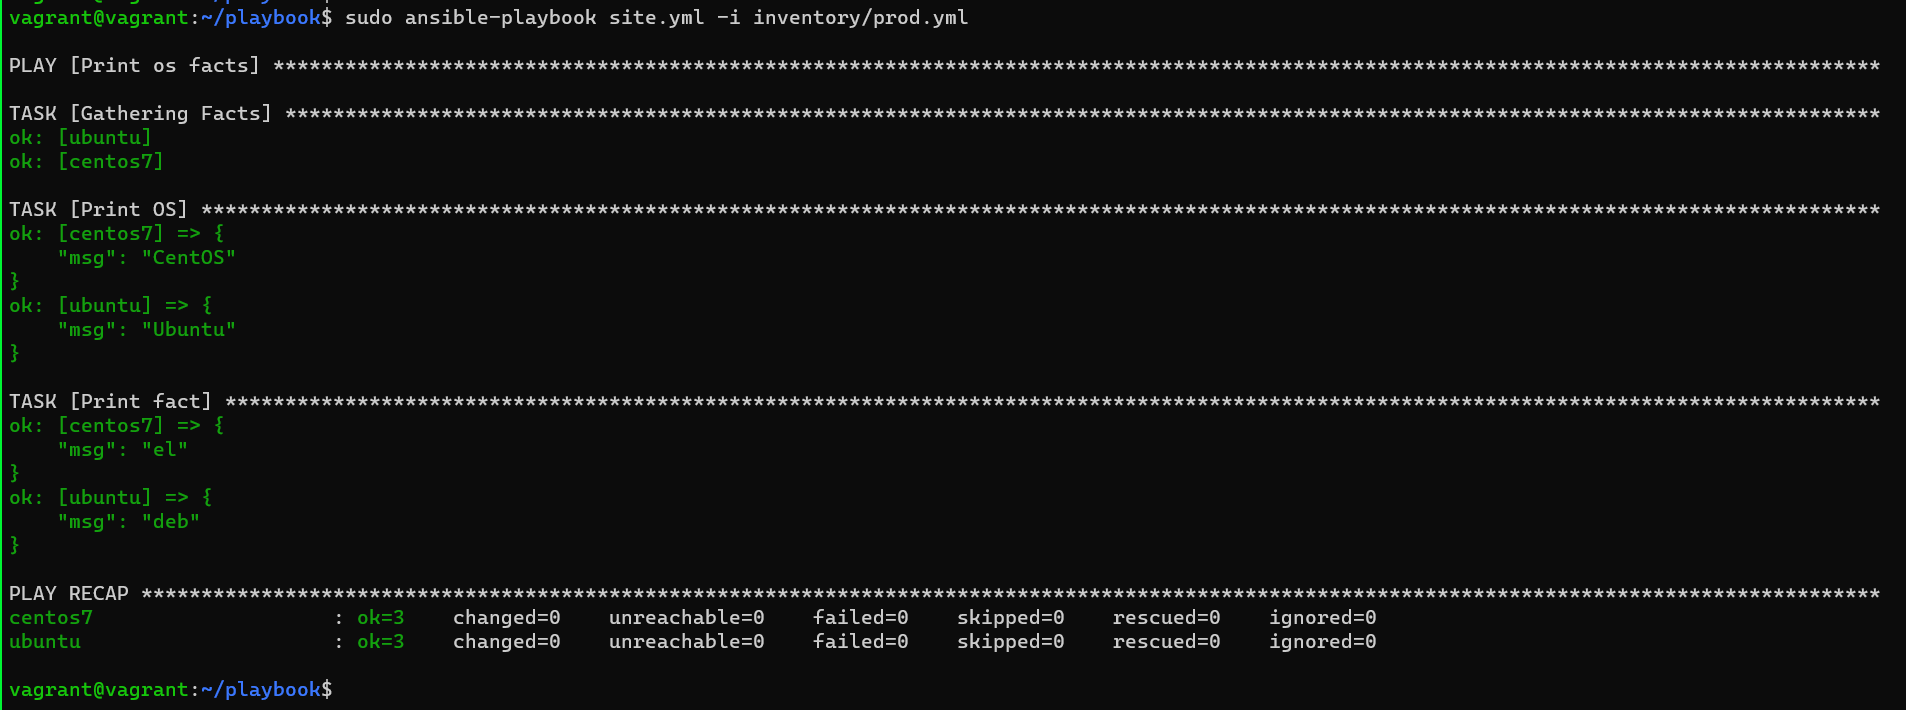 vagrant@vagrant:~/playbook$ sudo ansible-playbook site.yml -i inventory/prod.yml
PLAY [Print os facts] **************************************************************************************************************************************
TASK [Gathering Facts] *************************************************************************************************************************************
ok: [ubuntu]
ok: [centos7]
TASK [Print OS] ********************************************************************************************************************************************
ok: [centos7] => {
    "msg": "CentOS"
}
ok: [ubuntu] => {
    "msg": "Ubuntu"
}
TASK [Print fact] ******************************************************************************************************************************************
ok: [centos7] => {
    "msg": "el"
}
ok: [ubuntu] => {
    "msg": "deb"
}
PLAY RECAP *************************************************************************************************************************************************
centos7                    : ok=3    changed=0    unreachable=0    failed=0    skipped=0    rescued=0    ignored=0
ubuntu                     : ok=3    changed=0    unreachable=0    failed=0    skipped=0    rescued=0    ignored=0
vagrant@vagrant:~/playbook$